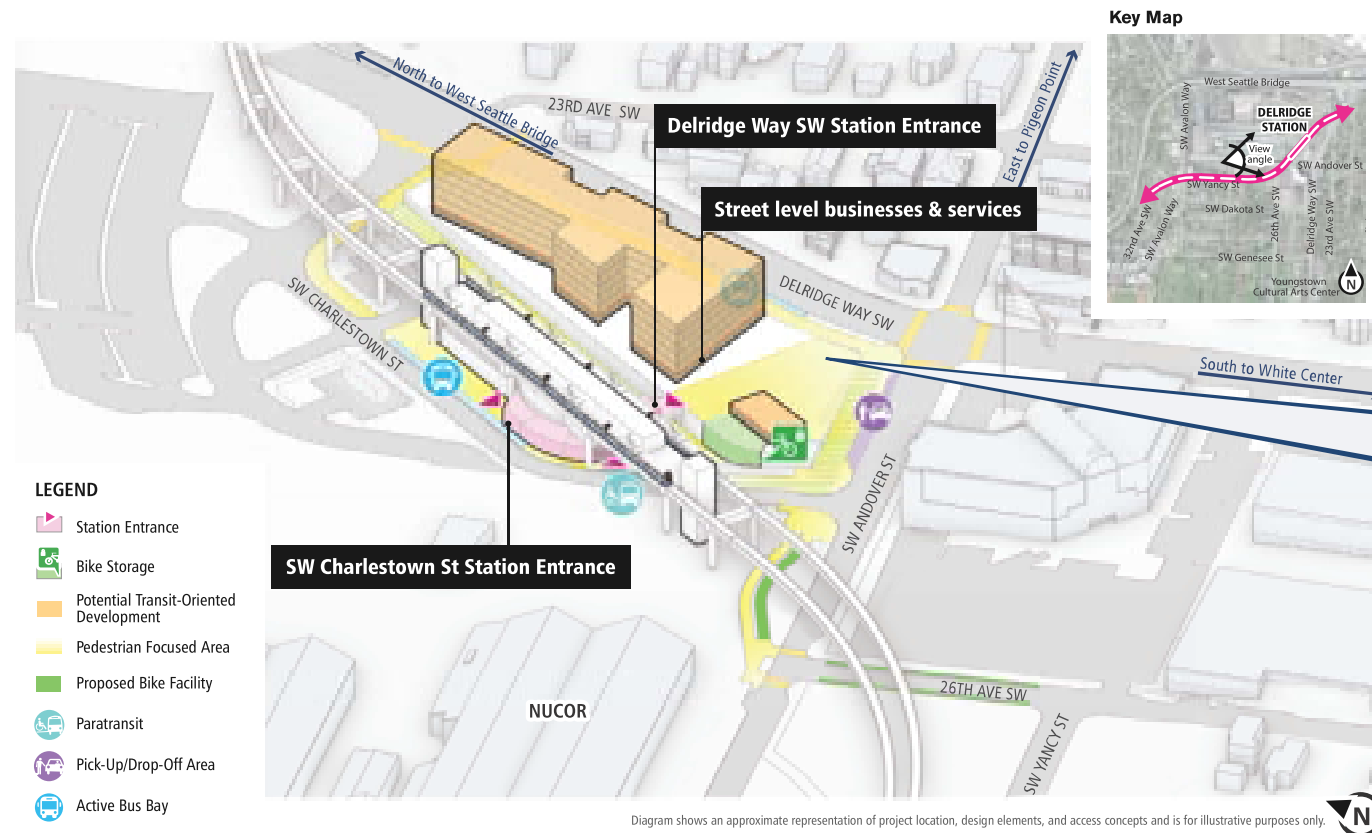 Key Map
West Seattle Bridge
SW Avalon Way
DELRIDGE
STATION
View
angle
SW Andover St
SW Yancy St
SW Dakota St
26th Ave SW
Delridge Way SW
23rd Ave SW
32nd Ave SW
SW Avalon Way
SW Genesee St
Youngstown
Cultural Arts Center
N
North to West Seattle Bridge
23RD AVE SW
East to Pigeon Point
Delridge Way SW Station Entrance
Street level businesses & services
DELRIDGE WAY SW
SW CHARLESTOWN ST
South to White Center
SW ANDOVER ST
SW Charlestown St Station Entrance
26TH AVE SW
NUCOR
SW YANCY ST
LEGEND
Station Entrance
Bike Storage
Potential Transit-Oriented
Development
Pedestrian Focused Area
Proposed Bike Facility
Paratransit
Pick-Up/Drop-Off Area
Active Bus Bay
Diagram shows an approximate representation of project location, design elements, and access concepts and is for illustrative purposes only.
N